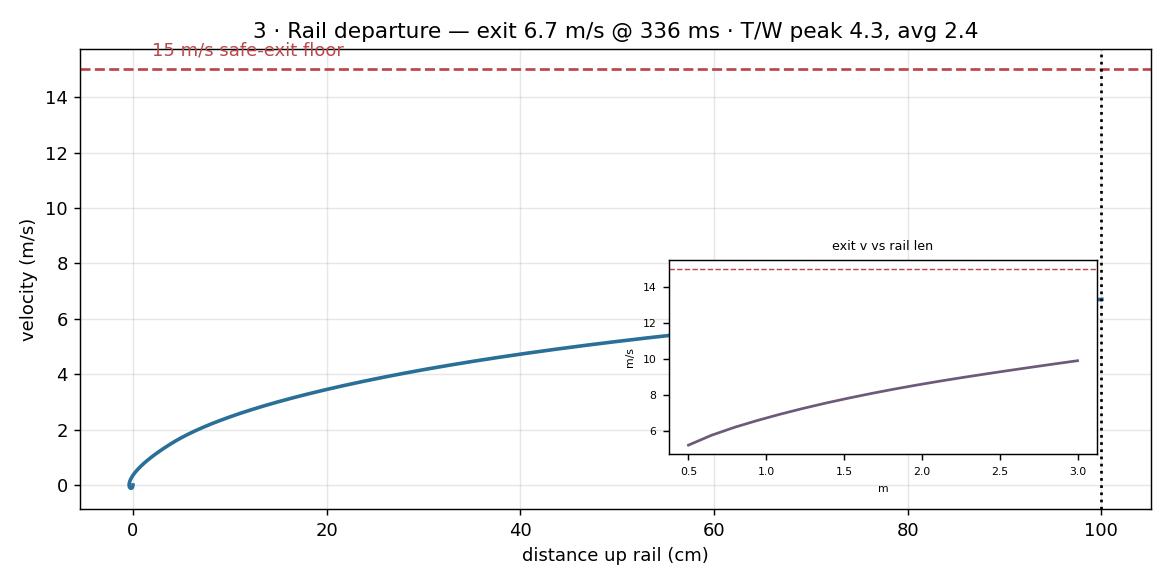 3 · Rail departure — exit 6.7 m/s @ 336 ms · T/W peak 4.3, avg 2.4
15 m/s safe-exit floor
velocity (m/s)
14
12
10
8
6
4
2
0
exit v vs rail len
m/s
14
12
10
8
6
0.5 1.0 1.5 2.0 2.5 3.0
m
0 20 40 60 80 100
distance up rail (cm)